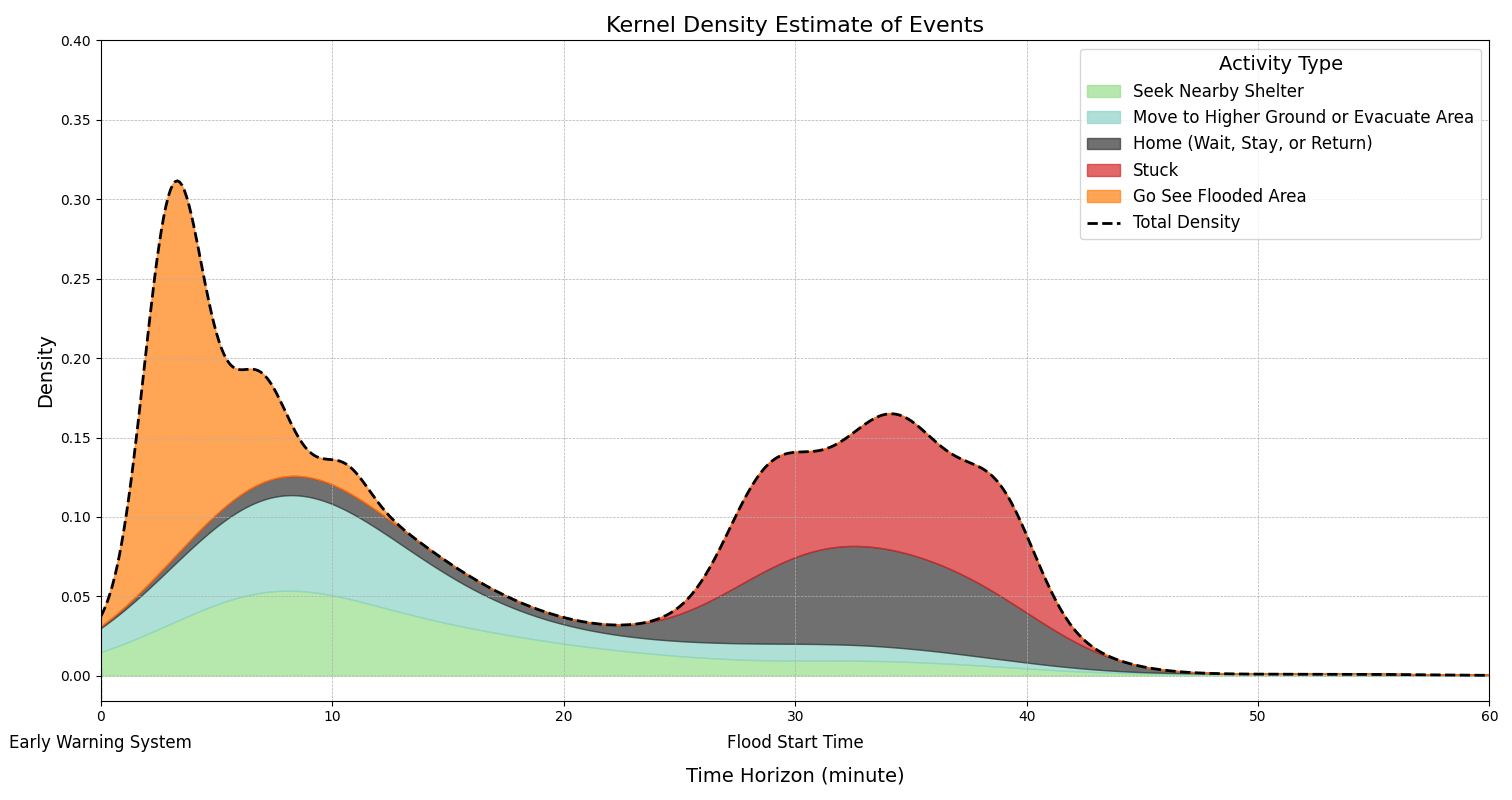 Kernel Density Estimate of Events
Activity Type
Seek Nearby Shelter
Move to Higher Ground or Evacuate Area
Home (Wait, Stay, or Return)
Stuck
Go See Flooded Area
Total Density
Density
0.40
0.35
0.30
0.25
0.20
0.15
0.10
0.05
0.00
0 10 20 30 40 50 60
Early Warning System Flood Start Time
Time Horizon (minute)